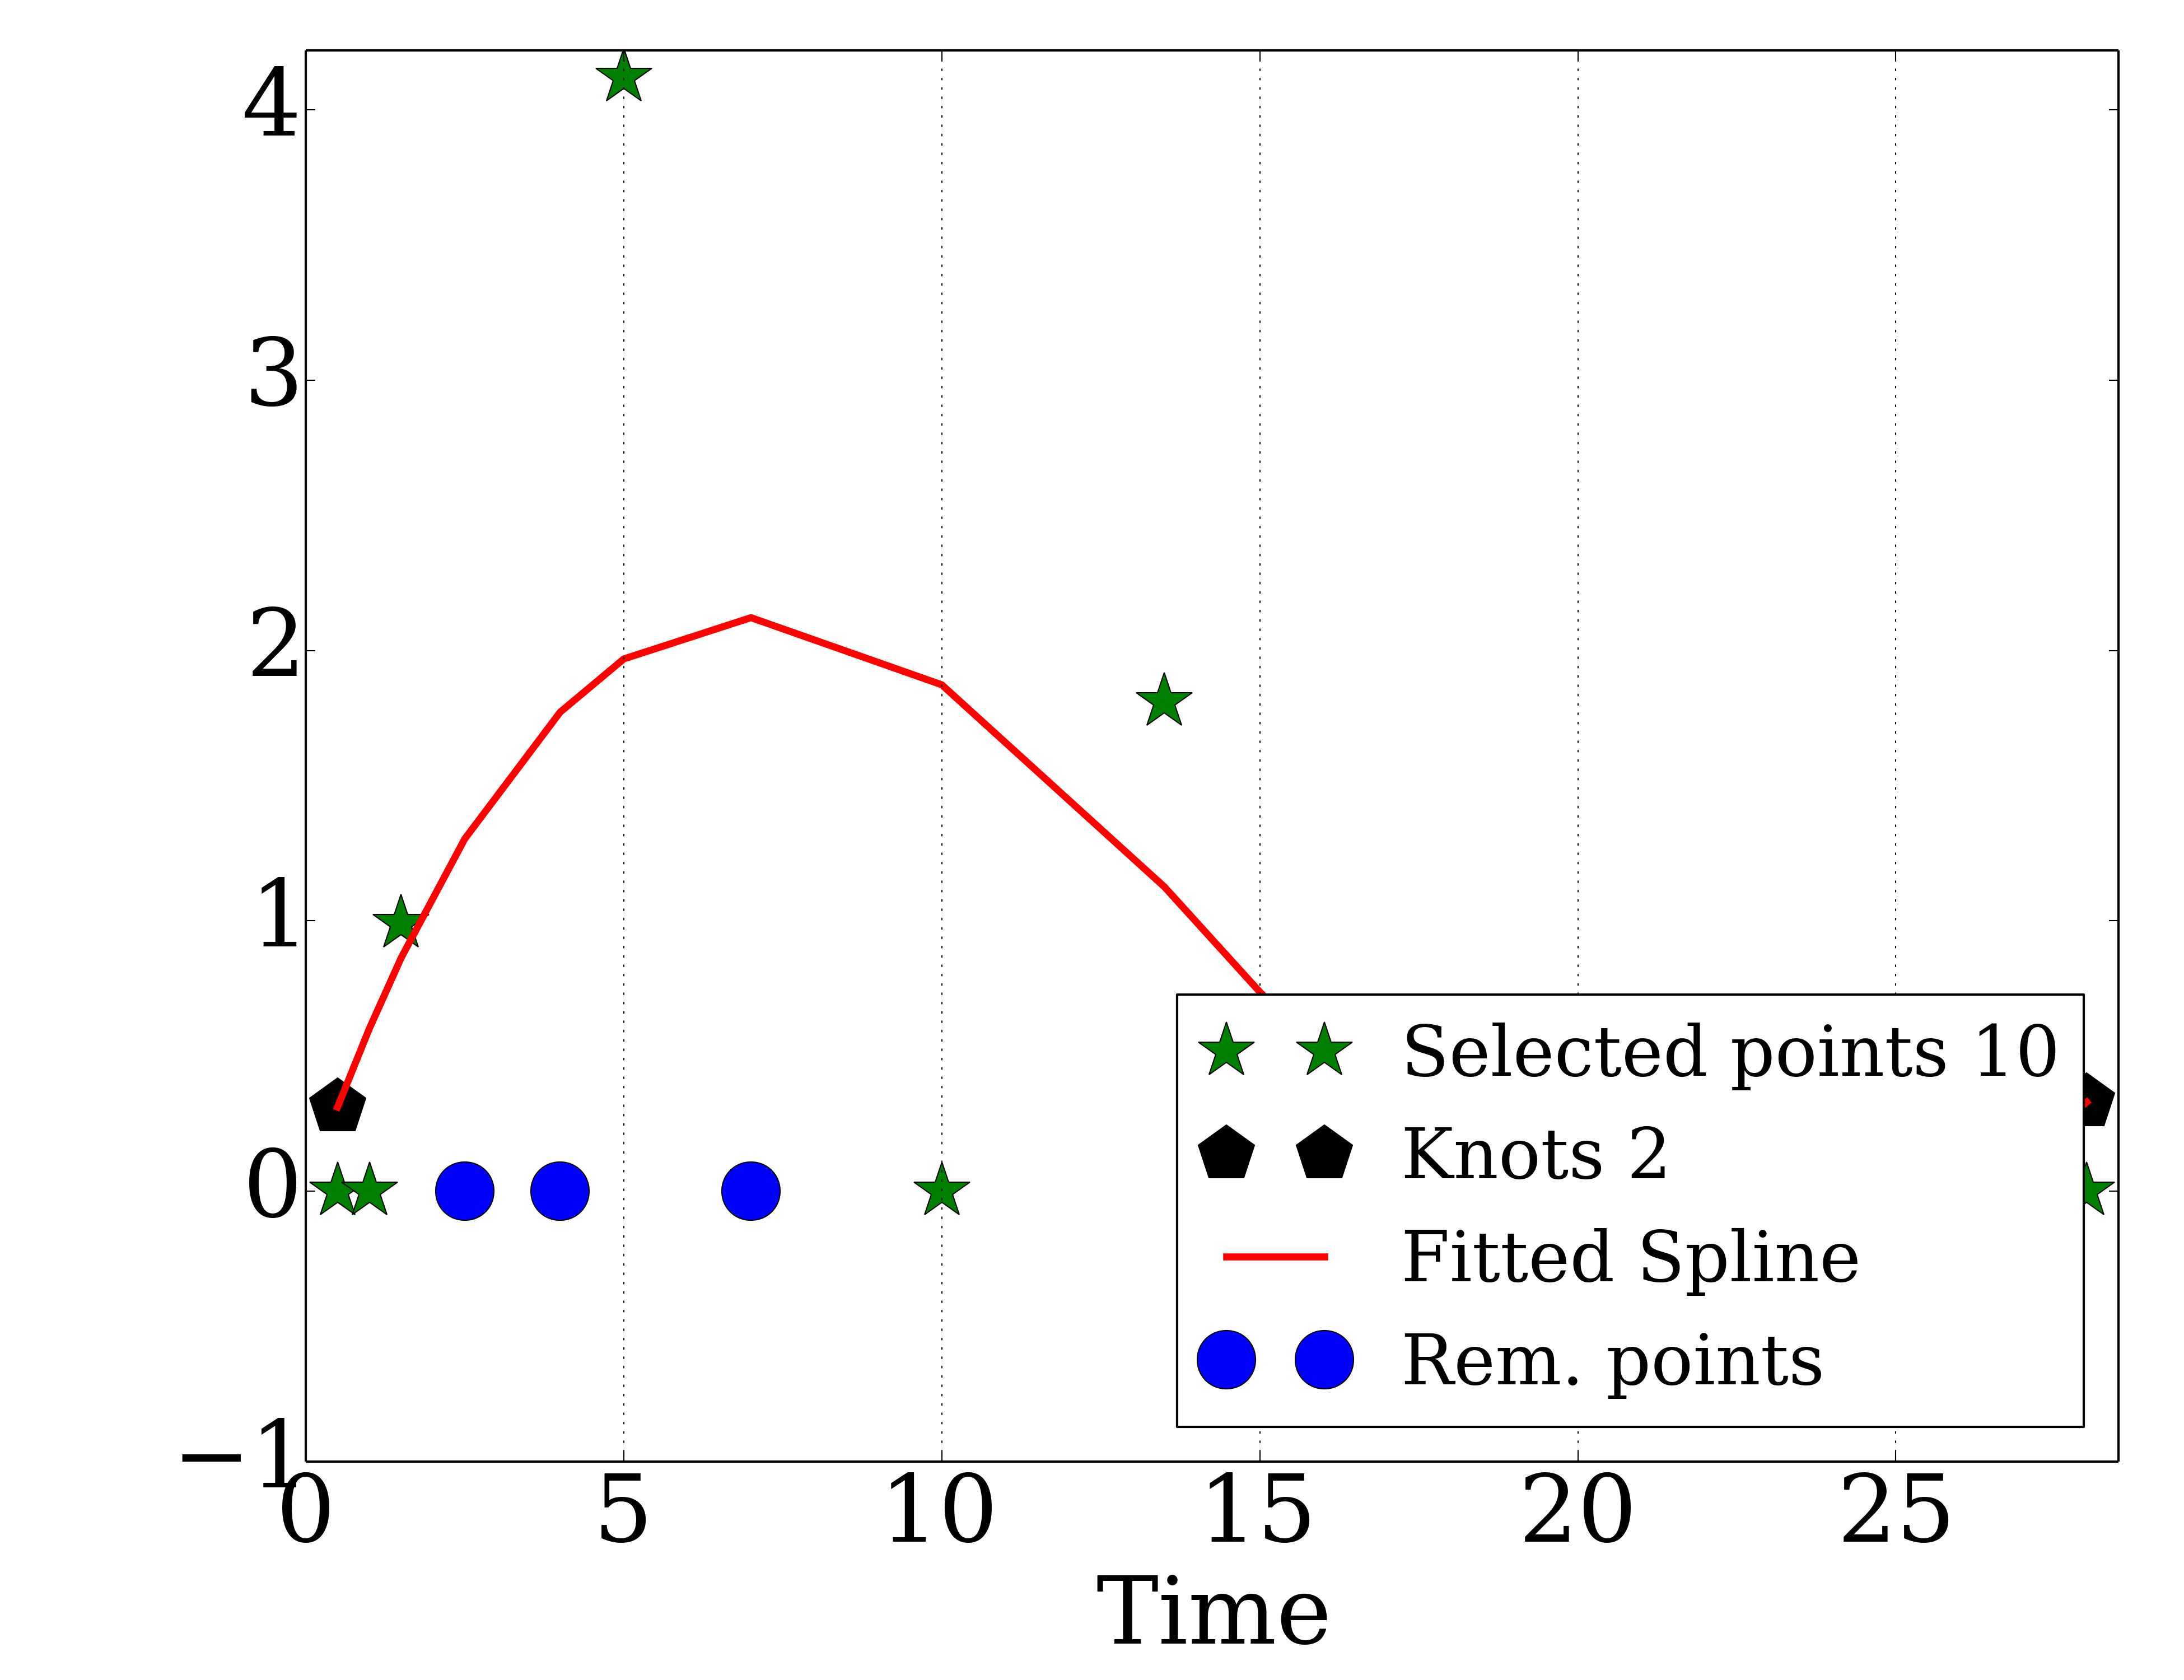 4
3
2
1
0
−1
Selected points 10
Knots 2
Fitted Spline
Rem. points
0 5 10 15 20 25
Time